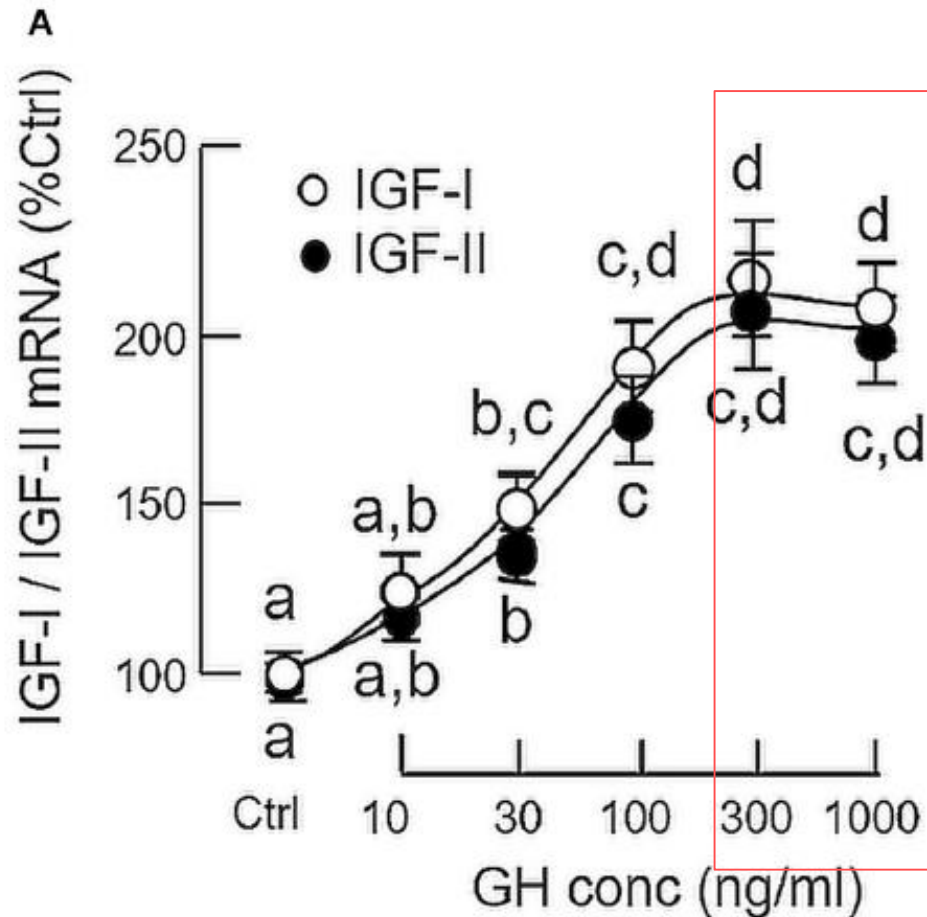 A
IGF-I / IGF-II mRNA (%Ctrl)
250
200
150
100
IGF-I
IGF-II
a
a
a,b
a,b
b,c
b
c,d
c
d
c,d
d
c,d
Ctrl 10 30 100 300 1000
GH conc (ng/ml)